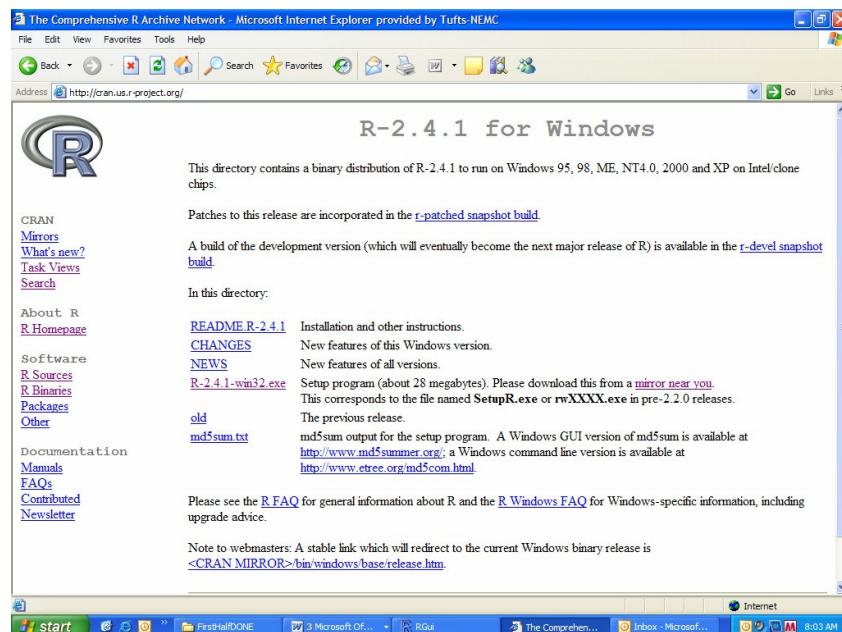 The Comprehensive R Archive Network - Microsoft Internet Explorer provided by Tufts-NEMC
File Edit View Favorites Tools Help
Back Search Favorites
Address http://cran.us.r-project.org/ Go Links
R
R-2.4.1 for Windows
This directory contains a binary distribution of R-2.4.1 to run on Windows 95, 98, ME, NT4.0, 2000 and XP on Intel/clone
chips.
Patches to this release are incorporated in the r-patched snapshot build.
A build of the development version (which will eventually become the next major release of R) is available in the r-devel snapshot
build.
In this directory:
README.R-2.4.1 Installation and other instructions.
CHANGES New features of this Windows version.
NEWS New features of all versions.
R-2.4.1-win32.exe Setup program (about 28 megabytes). Please download this from a mirror near you.
This corresponds to the file named SetupR.exe or rwXXXX.exe in pre-2.2.0 releases.
old The previous release.
md5sum.txt md5sum output for the setup program. A Windows GUI version of md5sum is available at
http://www.md5summer.org/; a Windows command line version is available at
http://www.etree.org/md5com.html.
Please see the R FAQ for general information about R and the R Windows FAQ for Windows-specific information, including
upgrade advice.
Note to webmasters: A stable link which will redirect to the current Windows binary release is
<CRAN MIRROR>/bin/windows/base/release.htm.
CRAN
Mirrors
What's new?
Task Views
Search
About R
R Homepage
Software
R Sources
R Binaries
Packages
Other
Documentation
Manuals
FAQs
Contributed
Newsletter
Internet
start FirstHalfDONE 3 Microsoft Of... RGui The Comprehen... Inbox - Microsof... 8:03 AM